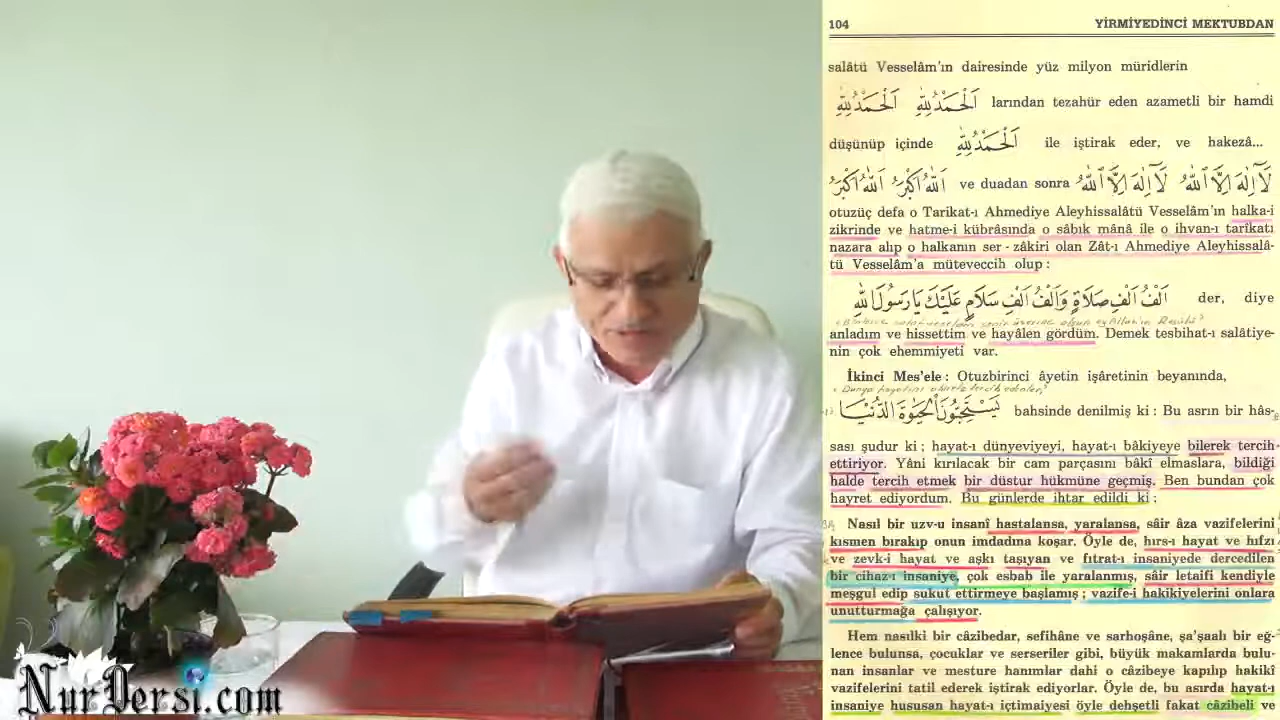 104 YİRMİYEDİNCİ MEKTUBDAN
salâtü Vesselâm'ın dairesinde yüz milyon müridlerin
اَلْحَمْدُ لِلّٰهِ اَلْحَمْدُ لِلّٰهِ larından tezahür eden azametli bir hamdi
düşünüp içinde اَلْحَمْدُ لِلّٰهِ ile iştirak eder, ve hakezâ...
اَللّٰهُ اَكْبَرُ اَللّٰهُ اَكْبَرُ ve duadan sonra لَٓا اِلٰهَ اِلَّا اللّٰهُ لَٓا اِلٰهَ اِلَّا اللّٰهُ
otuzüç defa o Tarikat-ı Ahmediye Aleyhissalâtü Vesselâm'ın halka-i
zikrinde ve hatme-i kübrâsında o sâbık mânâ ile o ihvan-ı tarîkatı
nazara alıp o halkanın ser - zâkiri olan Zât-ı Ahmediye Aleyhissalâ-
tü Vesselâm'a müteveccih olup :
اَلْفُ اَلْفِ صَلَاةٍ وَاَلْفُ اَلْفِ سَلَامٍ عَلَيْكَ يَا رَسُولَ اللّٰهِ der, diye
anladım ve hissettim ve hayâlen gördüm. Demek tesbihat-ı salâtiye-
nin çok ehemmiyeti var.
İkinci Mes'ele : Otuzbirinci âyetin işâretinin beyanında,
Dünya hayatını ahirete tercih ederler
يَسْتَحِبُّونَ الْحَيٰوةَ الدُّنْيَا bahsinde denilmiş ki : Bu asrın bir hâs-
sası şudur ki ; hayat-ı dünyeviyeyi, hayat-ı bâkiyeye bilerek tercih
ettiriyor. Yâni kırılacak bir cam parçasını bâkî elmaslara, bildiği
halde tercih etmek bir düstur hükmüne geçmiş. Ben bundan çok
hayret ediyordum. Bu günlerde ihtar edildi ki :
Nasıl bir uzv-u insanî hastalansa, yaralansa, sâir âza vazifelerini
kısmen bırakıp onun imdadına koşar. Öyle de, hırs-ı hayat ve hıfzı
ve zevk-i hayat ve aşkı taşıyan ve fıtrat-ı insaniyede dercedilen
bir cihaz-ı insaniye, çok esbab ile yaralanmış, sâir letaifi kendiyle
meşgul edip sukut ettirmeye başlamış ; vazife-i hakikiyelerini onlara
unutturmağa çalışıyor.
Hem nasılki bir câzibedar, sefihâne ve sarhoşâne, şa'şaalı bir eğ-
lence bulunsa, çocuklar ve serseriler gibi, büyük makamlarda bulu-
nan insanlar ve mesture hanımlar dahi o câzibeye kapılıp hakikî
vazifelerini tatil ederek iştirak ediyorlar. Öyle de, bu asırda hayat-ı
insaniye hususan hayat-ı içtimaiyesi öyle dehşetli fakat câzibeli ve
NurDersi.com